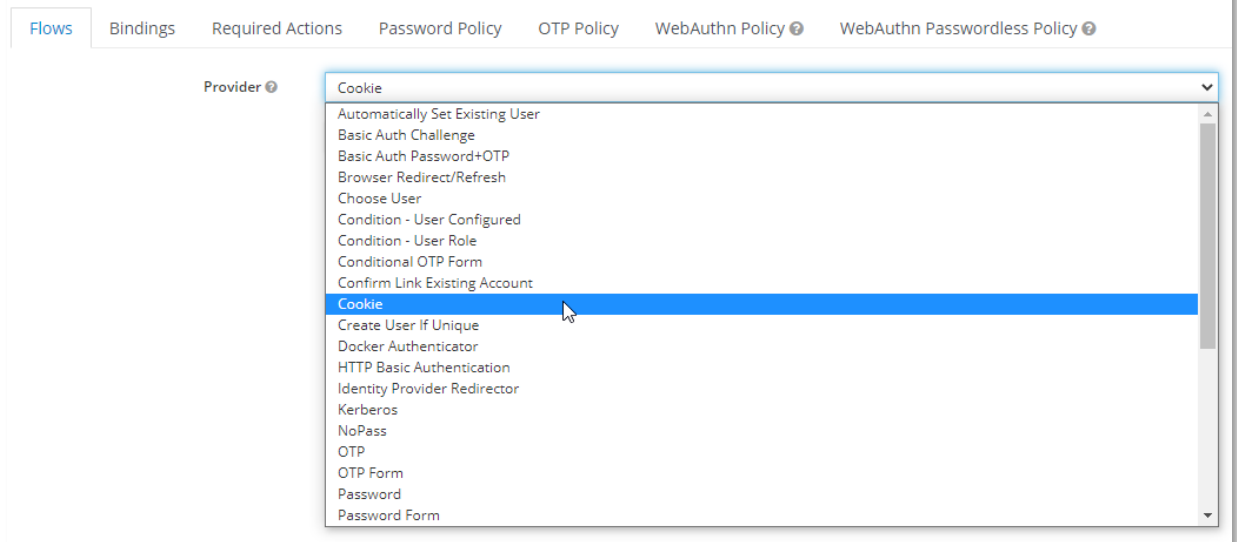 Flows Bindings Required Actions Password Policy OTP Policy WebAuthn Policy WebAuthn Passwordless Policy
Provider Cookie
Automatically Set Existing User
Basic Auth Challenge
Basic Auth Password+OTP
Browser Redirect/Refresh
Choose User
Condition - User Configured
Condition - User Role
Conditional OTP Form
Confirm Link Existing Account
Cookie
Create User If Unique
Docker Authenticator
HTTP Basic Authentication
Identity Provider Redirector
Kerberos
NoPass
OTP
OTP Form
Password
Password Form